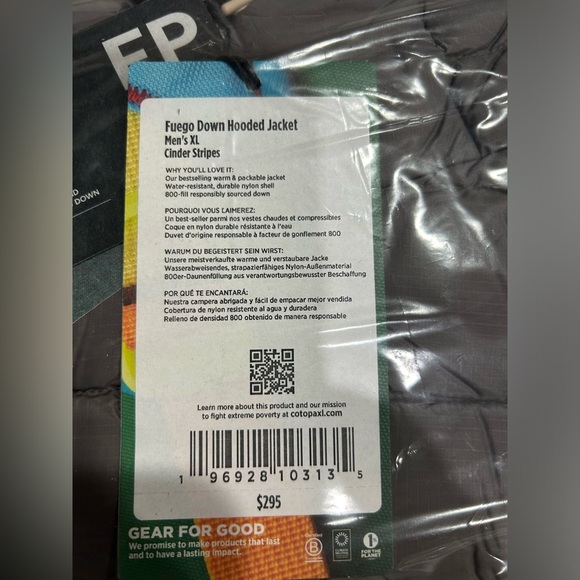 EP
D
DOWN
Fuego Down Hooded Jacket
Men's XL
Cinder Stripes
WHY YOU'LL LOVE IT:
Our bestselling warm & packable jacket
Water-resistant, durable nylon shell
800-fill responsibly sourced down
POURQUOI VOUS L'AIMEREZ:
Un best-seller parmi nos vestes chaudes et compressibles
Coque en nylon durable résistante à l'eau
Duvet d'origine responsable à facteur de gonflement 800
WARUM DU BEGEISTERT SEIN WIRST:
Unsere meistverkaufte warme und verstaubare Jacke
Wasserabweisendes, strapazierfähiges Nylon-Außenmaterial
800er-Daunenfüllung aus verantwortungsbewusster Beschaffung
POR QUÉ TE ENCANTARÁ:
Nuestra campera abrigada y fácil de empacar mejor vendida
Cobertura de nylon resistente al agua y duradera
Relleno de densidad 800 obtenido de manera responsable
Learn more about this product and our mission
to fight extreme poverty at cotopaxi.com
1 96928 10313 5
$295
GEAR FOR GOOD
We promise to make products that last
and to have a lasting impact.
Certified
B
1%
FOR THE
PLANET